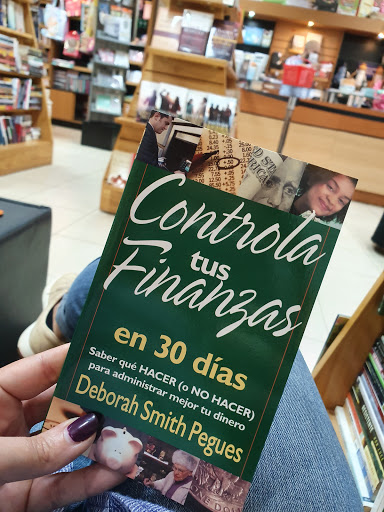 Controla
tus
Finanzas
en 30 días
Saber qué HACER (o NO HACER)
para administrar mejor tu dinero
Deborah Smith Pegues